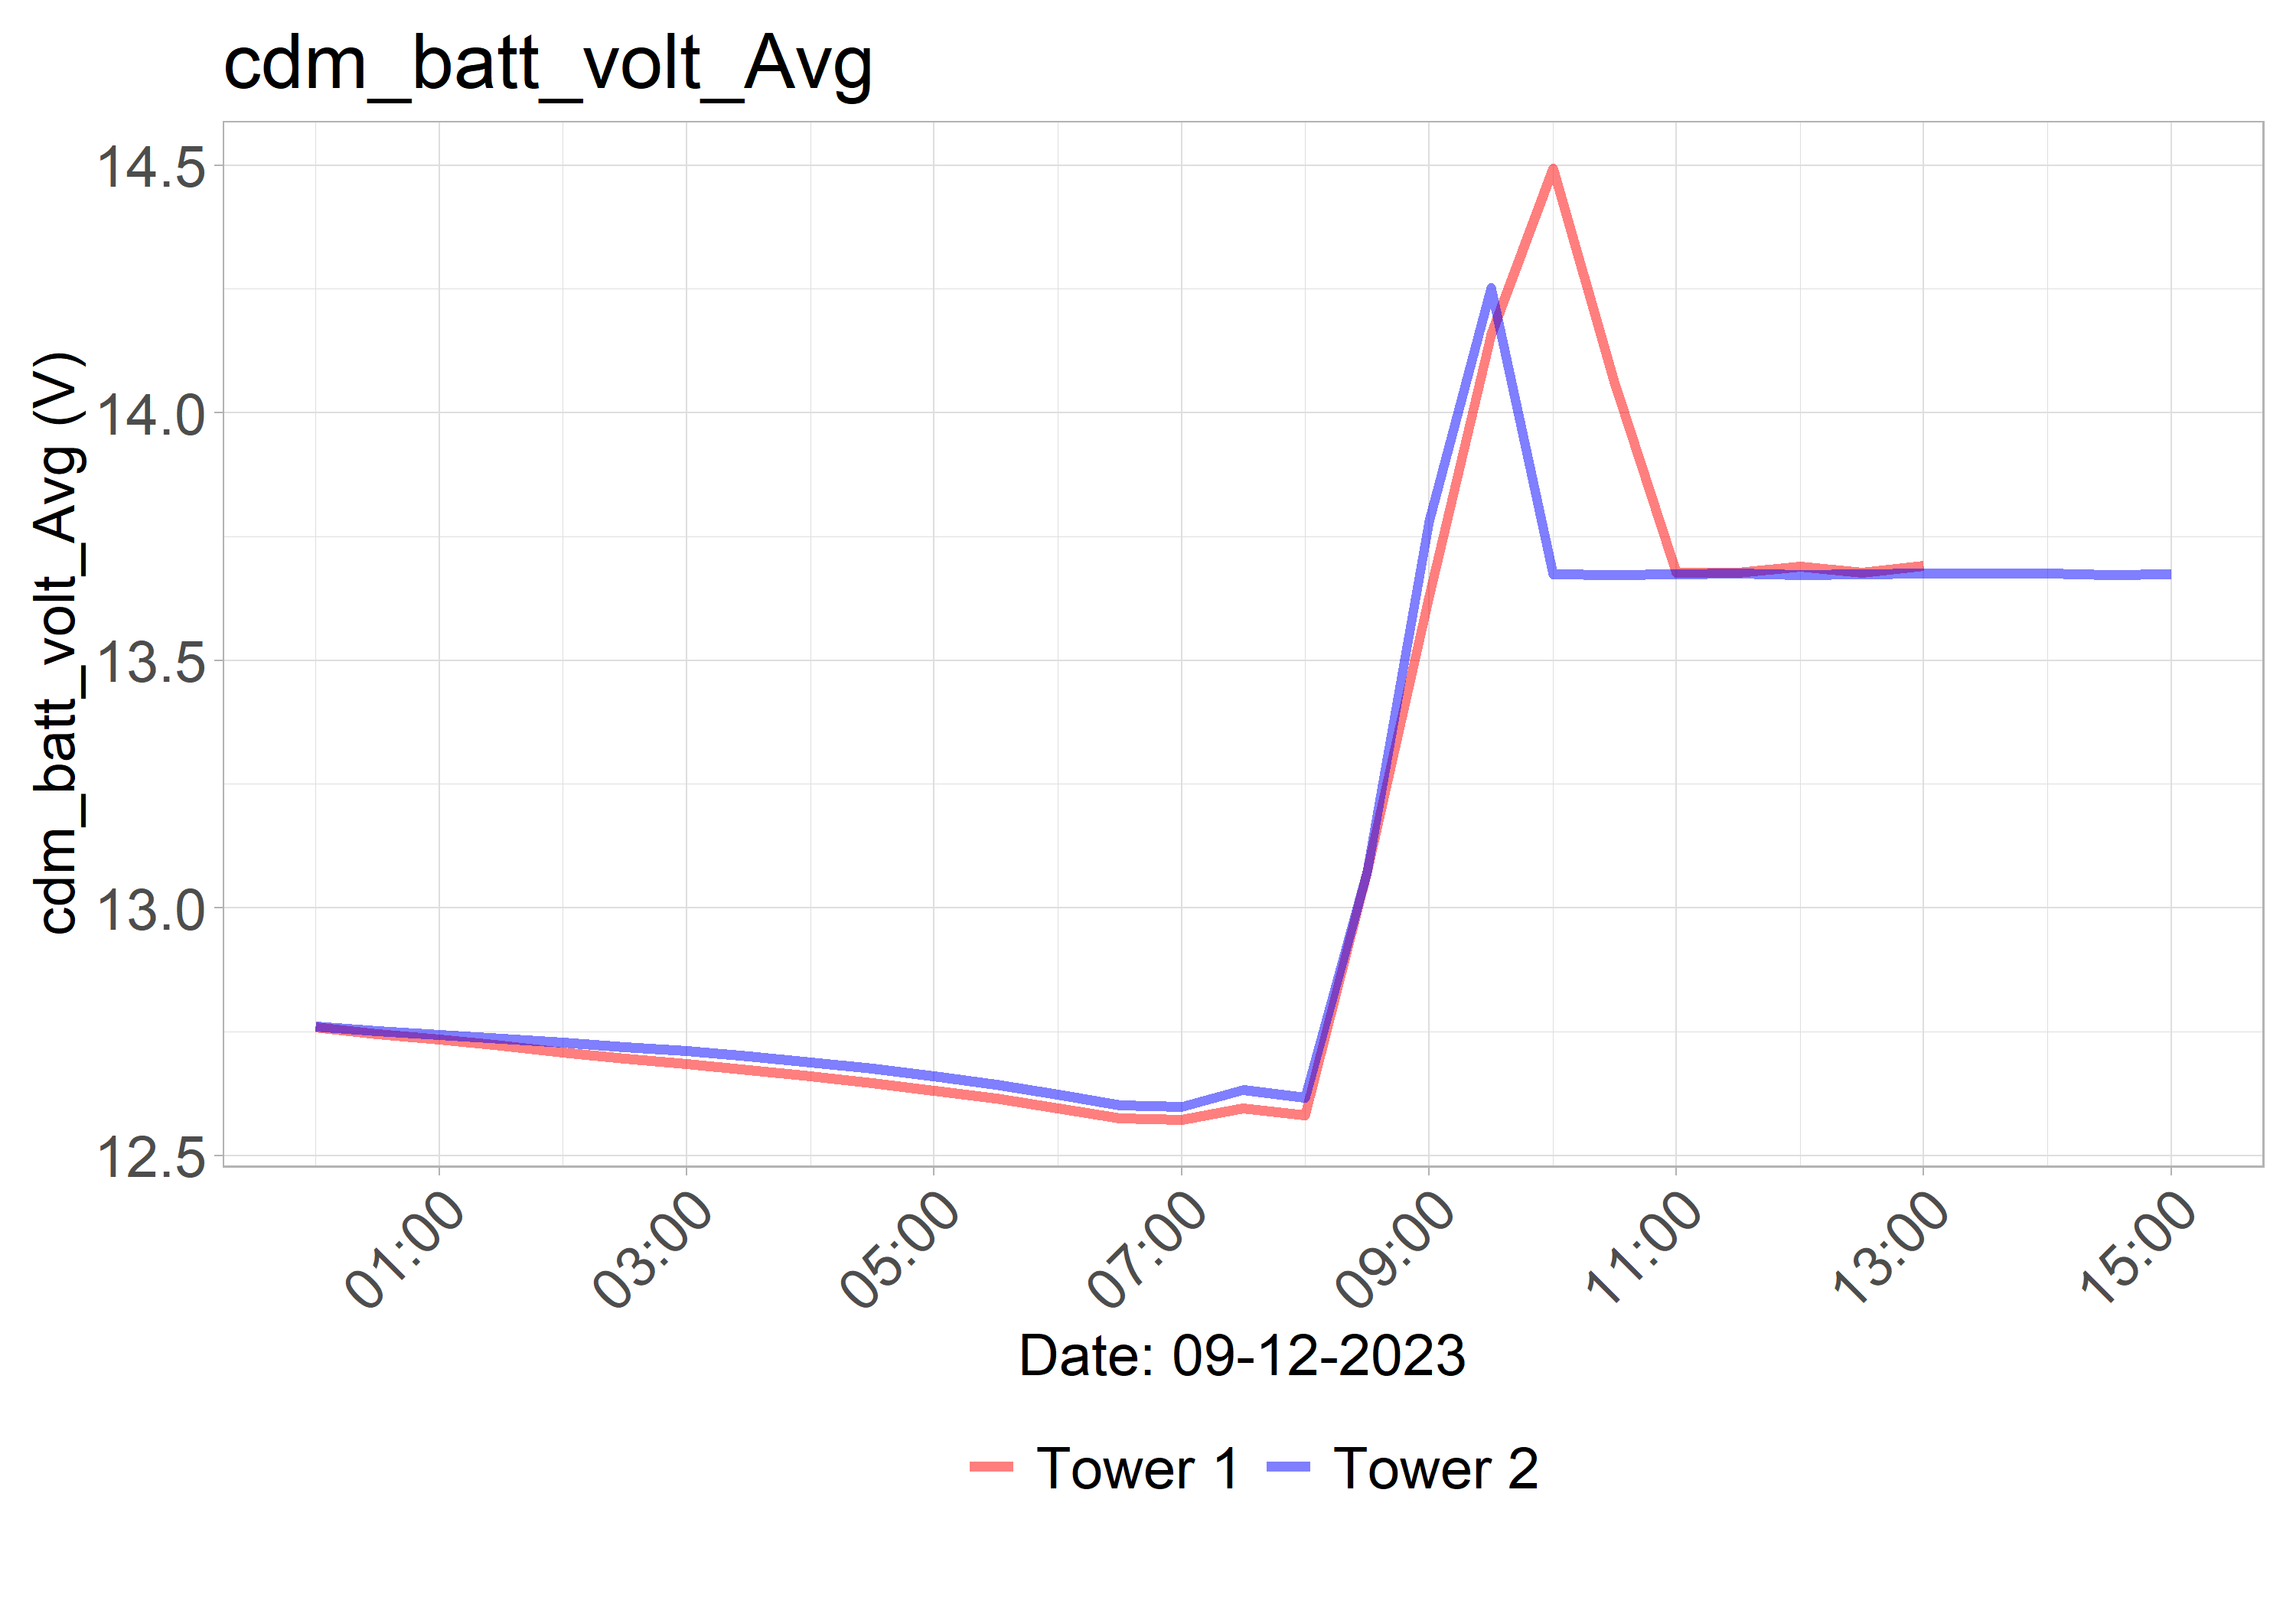 cdm_batt_volt_Avg
cdm_batt_volt_Avg (V)
14.5
14.0
13.5
13.0
12.5
01:00 03:00 05:00 07:00 09:00 11:00 13:00 15:00
Date: 09-12-2023
Tower 1 Tower 2